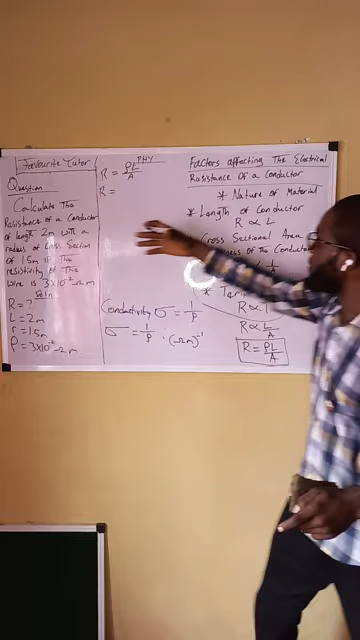 Favourite Tutor
PHY
Question
Calculate The
Resistance of a Conductor
of length 2m with a
radius of Cross Section
of 1.5m if The
resistivity of The
wire is 3×10⁻² Ωm
Soln
R = ?
L = 2m
r = 1.5m
ρ = 3×10⁻² Ωm
R = ρL/A
R =
Conductivity σ = 1/ρ
σ = 1/ρ · (Ωm)⁻¹
Factors affecting The Electrical
Resistance of a Conductor
* Nature of Material
* Length of Conductor
R ∝ L
Cross Sectional Area
of the Conductor
*
R ∝ L/A
R = ρL/A